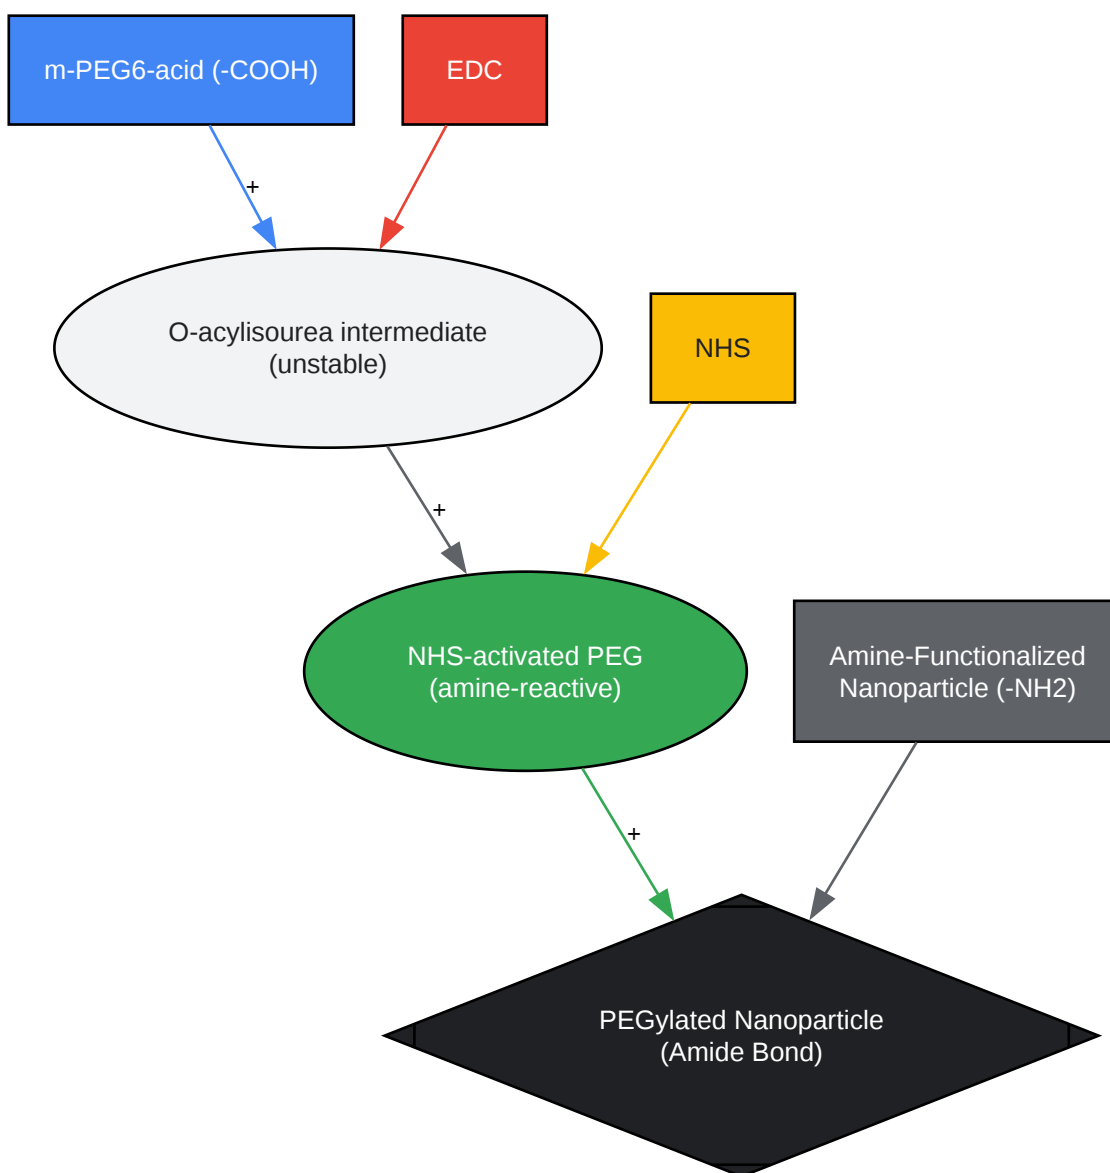 m-PEG6-acid (-COOH)
EDC
+
O-acylisourea intermediate
(unstable)
NHS
+
NHS-activated PEG
(amine-reactive)
Amine-Functionalized
Nanoparticle (-NH2)
+
PEGylated Nanoparticle
(Amide Bond)